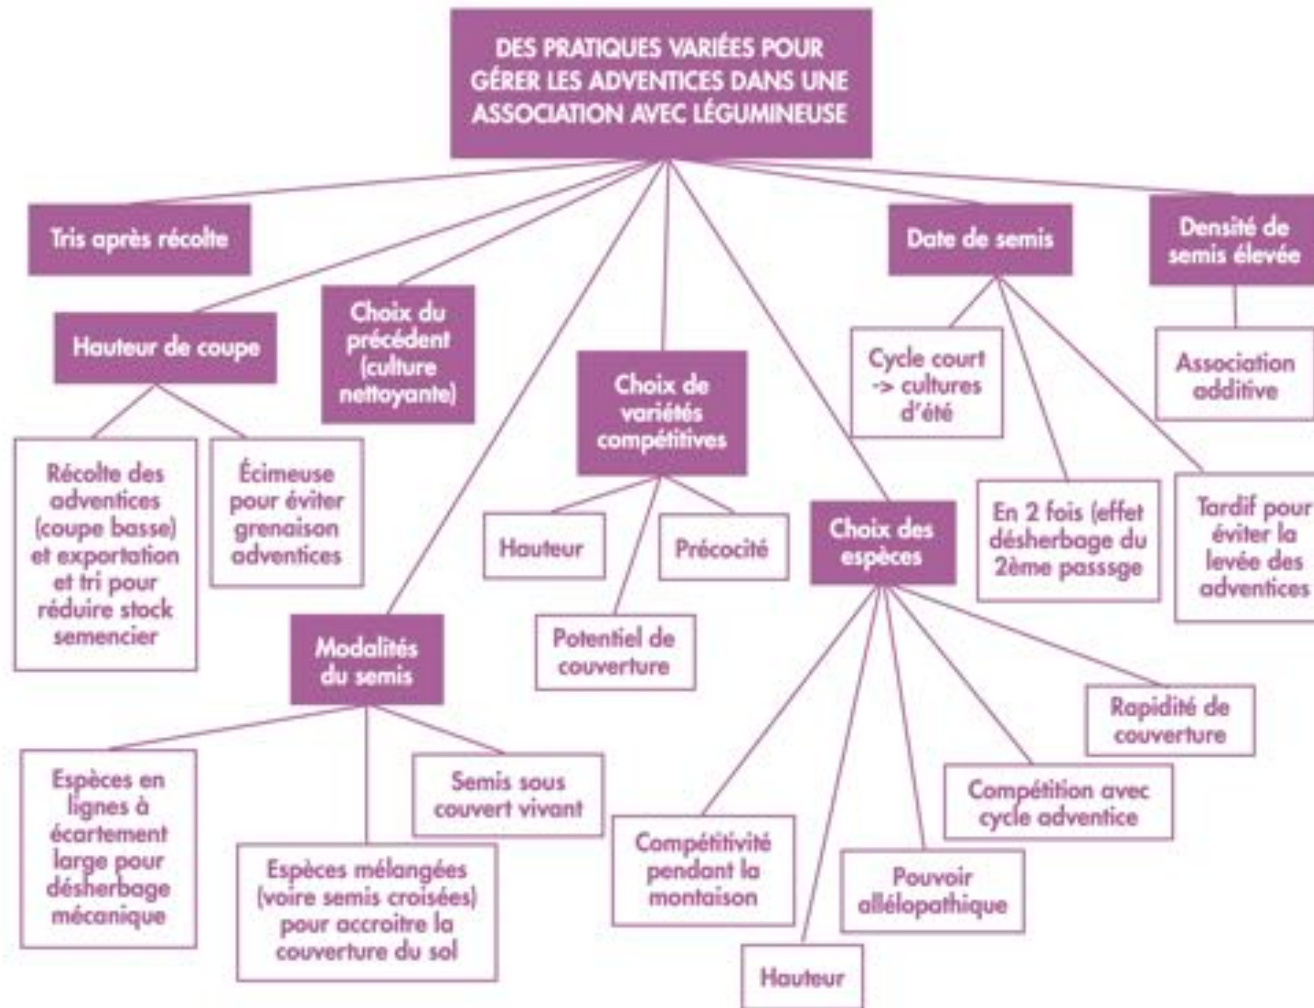 DES PRATIQUES VARIÉES POUR
GÉRER LES ADVENTICES DANS UNE
ASSOCIATION AVEC LÉGUMINEUSE
Tris après récolte
Date de semis
Densité de
semis élevée
Hauteur de coupe
Choix du
précédent
(culture
nettoyante)
Choix de
variétés
compétitives
Cycle court
-> cultures
d'été
Association
additive
Récolte des
adventices
(coupe basse)
et exportation
et tri pour
réduire stock
semencier
Écimeuse
pour éviter
grenaison
adventices
Hauteur
Précocité
Potentiel de
couverture
Choix des
espèces
En 2 fois (effet
désherbage du
2ème passsge
Tardif pour
éviter la
levée des
adventices
Modalités
du semis
Espèces en
lignes à
écartement
large pour
désherbage
mécanique
Espèces mélangées
(voire semis croisées)
pour accroitre la
couverture du sol
Semis sous
couvert vivant
Compétitivité
pendant la
montaison
Hauteur
Pouvoir
allélopathique
Compétition avec
cycle adventice
Rapidité de
couverture